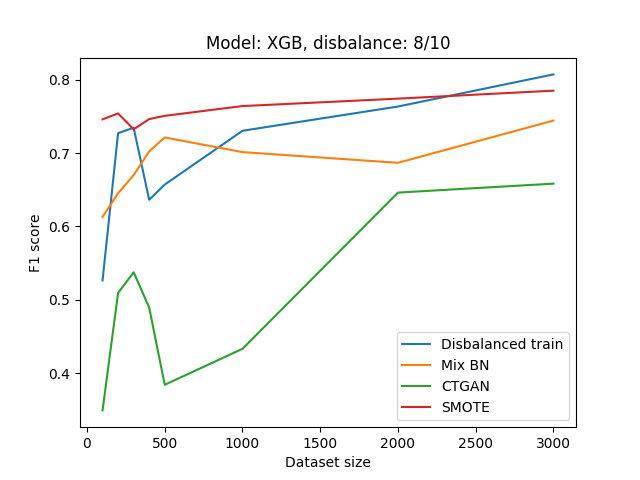 Model: XGB, disbalance: 8/10
F1 score
0.8
0.7
0.6
0.5
0.4
0
500
1000
1500
2000
2500
3000
Dataset size
Disbalanced train
Mix BN
CTGAN
SMOTE